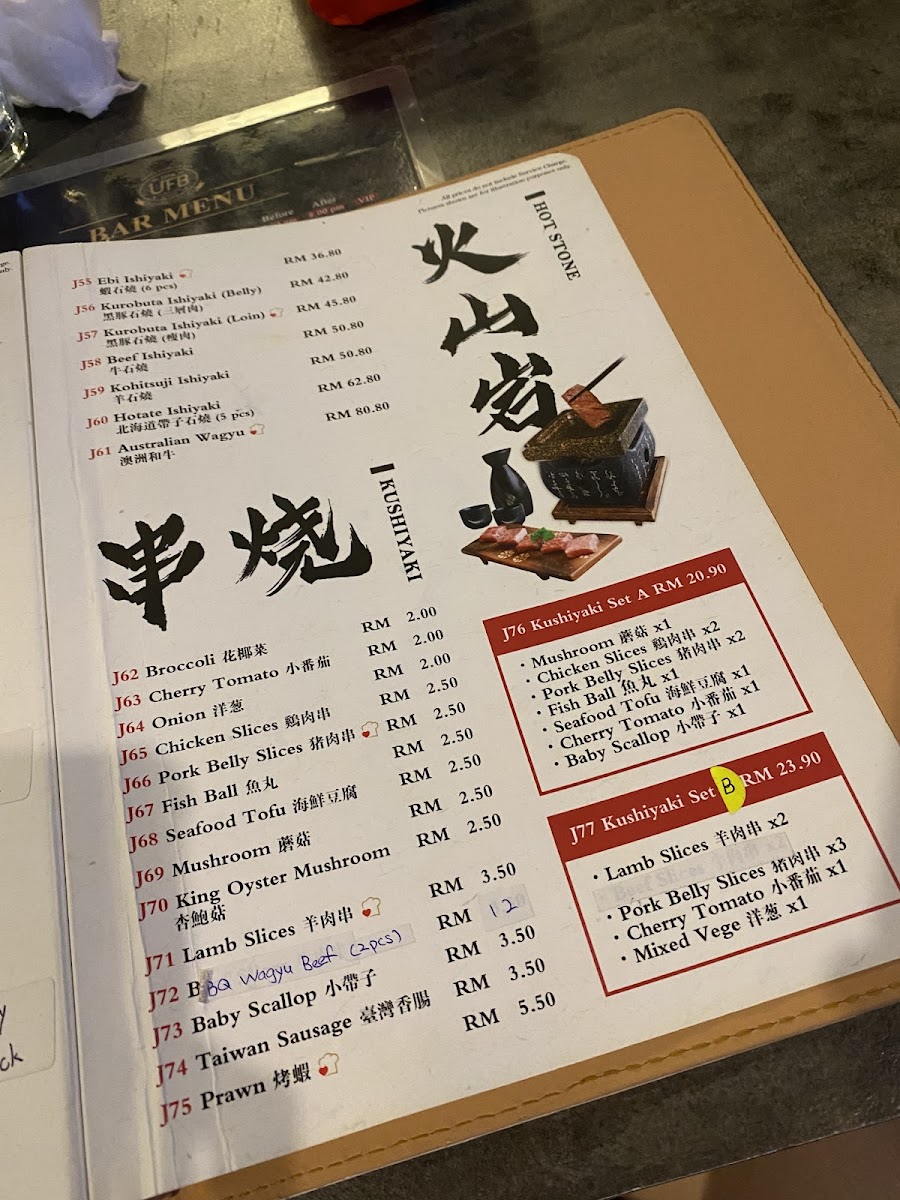 UFB
BAR MENU
Before
After
8.00 pm
VIP
All prices do not include Service Charge.
Pictures shown are for illustration purposes only.
HOT STONE
火山岩
J55 Ebi Ishiyaki RM 36.80
蝦石燒 (6 pcs)
J56 Kurobuta Ishiyaki (Belly) RM 42.80
黑豚石燒 (三層肉)
J57 Kurobuta Ishiyaki (Loin) RM 45.80
黑豚石燒 (瘦肉)
J58 Beef Ishiyaki RM 50.80
牛石燒
J59 Kohitsuji Ishiyaki RM 50.80
羊石燒
J60 Hotate Ishiyaki RM 62.80
北海道帶子石燒 (5 pcs)
J61 Australian Wagyu RM 80.80
澳洲和牛
串烧
KUSHIYAKI
J62 Broccoli 花椰菜 RM 2.00
J63 Cherry Tomato 小番茄 RM 2.00
J64 Onion 洋葱 RM 2.00
J65 Chicken Slices 鷄肉串 RM 2.50
J66 Pork Belly Slices 猪肉串 RM 2.50
J67 Fish Ball 魚丸 RM 2.50
J68 Seafood Tofu 海鮮豆腐 RM 2.50
J69 Mushroom 蘑菇 RM 2.50
J70 King Oyster Mushroom RM 2.50
杏鮑菇
J71 Lamb Slices 羊肉串 RM 3.50
J72 B BQ Wagyu Beef (2pcs) RM 12
J73 Baby Scallop 小帶子 RM 3.50
J74 Taiwan Sausage 臺灣香腸 RM 3.50
J75 Prawn 烤蝦 RM 5.50
J76 Kushiyaki Set A RM 20.90
· Mushroom 蘑菇 x1
· Chicken Slices 鷄肉串 x2
· Pork Belly Slices 猪肉串 x2
· Fish Ball 魚丸 x1
· Seafood Tofu 海鮮豆腐 x1
· Cherry Tomato 小番茄 x1
· Baby Scallop 小帶子 x1
J77 Kushiyaki Set B RM 23.90
· Lamb Slices 羊肉串 x2
· Pork Belly Slices 猪肉串 x3
· Cherry Tomato 小番茄 x1
· Mixed Vege 洋葱 x1